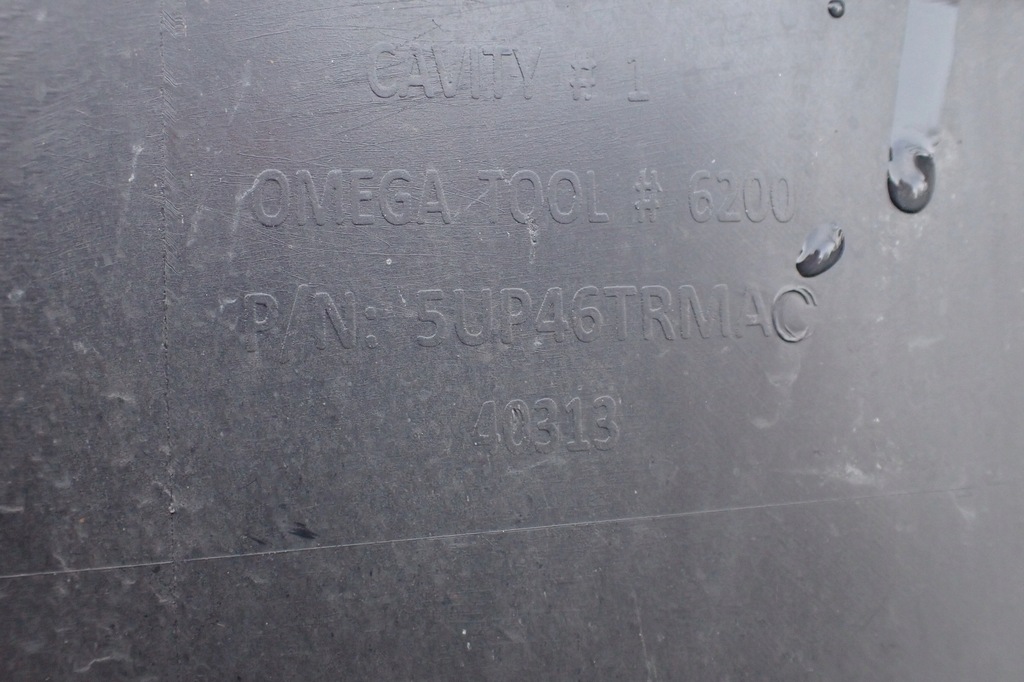 CAVITY # 1
OMEGA TOOL # 6200
P/N: 5UP46TRMAC
40313